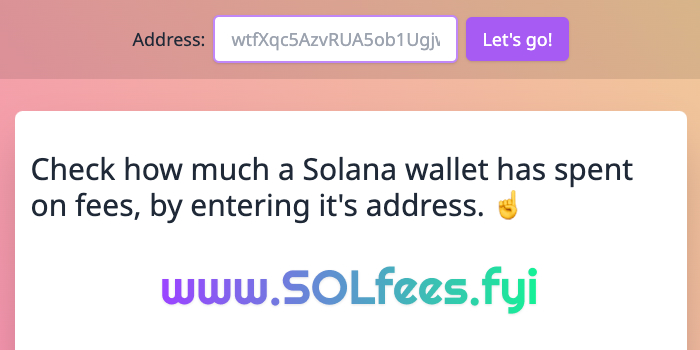 Address: wtfXqc5AzvRUA5ob1Ugjv Let's go!
Check how much a Solana wallet has spent
on fees, by entering it's address. ☝️
www.SOLfees.fyi